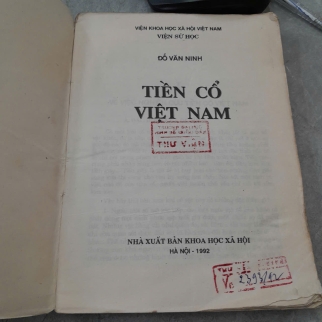 VIỆN KHOA HỌC XÃ HỘI VIỆT NAM
VIỆN SỬ HỌC
ĐỖ VĂN NINH
TIỀN CỔ
VIỆT NAM
THƯ VIỆN
NHÀ XUẤT BẢN KHOA HỌC XÃ HỘI
HÀ NỘI - 1992